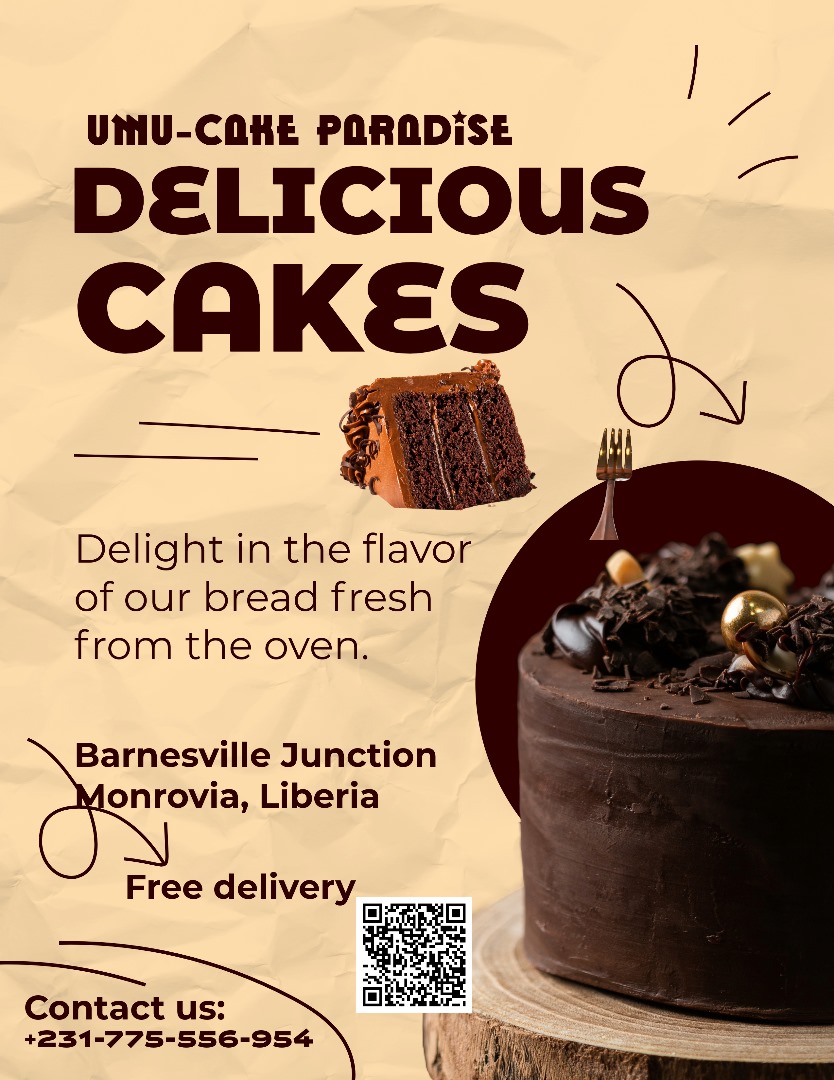 UMU-CAKE PARADiSE
DELICIOUS
CAKES
Delight in the flavor
of our bread fresh
from the oven.
Barnesville Junction
Monrovia, Liberia
Free delivery
Contact us:
+231-775-556-954